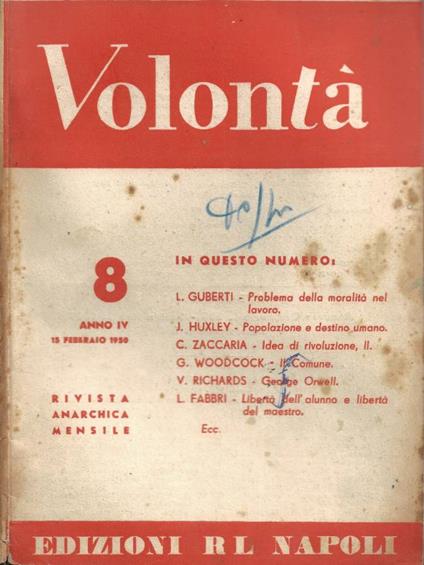 Volontà
8
ANNO IV
15 FEBBRAIO 1950
RIVISTA
ANARCHICA
MENSILE
IN QUESTO NUMERO:
L. GUBERTI - Problema della moralità nel
lavoro.
J. HUXLEY - Popolazione e destino umano.
C. ZACCARIA - Idea di rivoluzione, II.
G. WOODCOCK - Il Comune.
V. RICHARDS - George Orwell.
L. FABBRI - Libertà dell'alunno e libertà
del maestro.
Ecc.
EDIZIONI RL NAPOLI